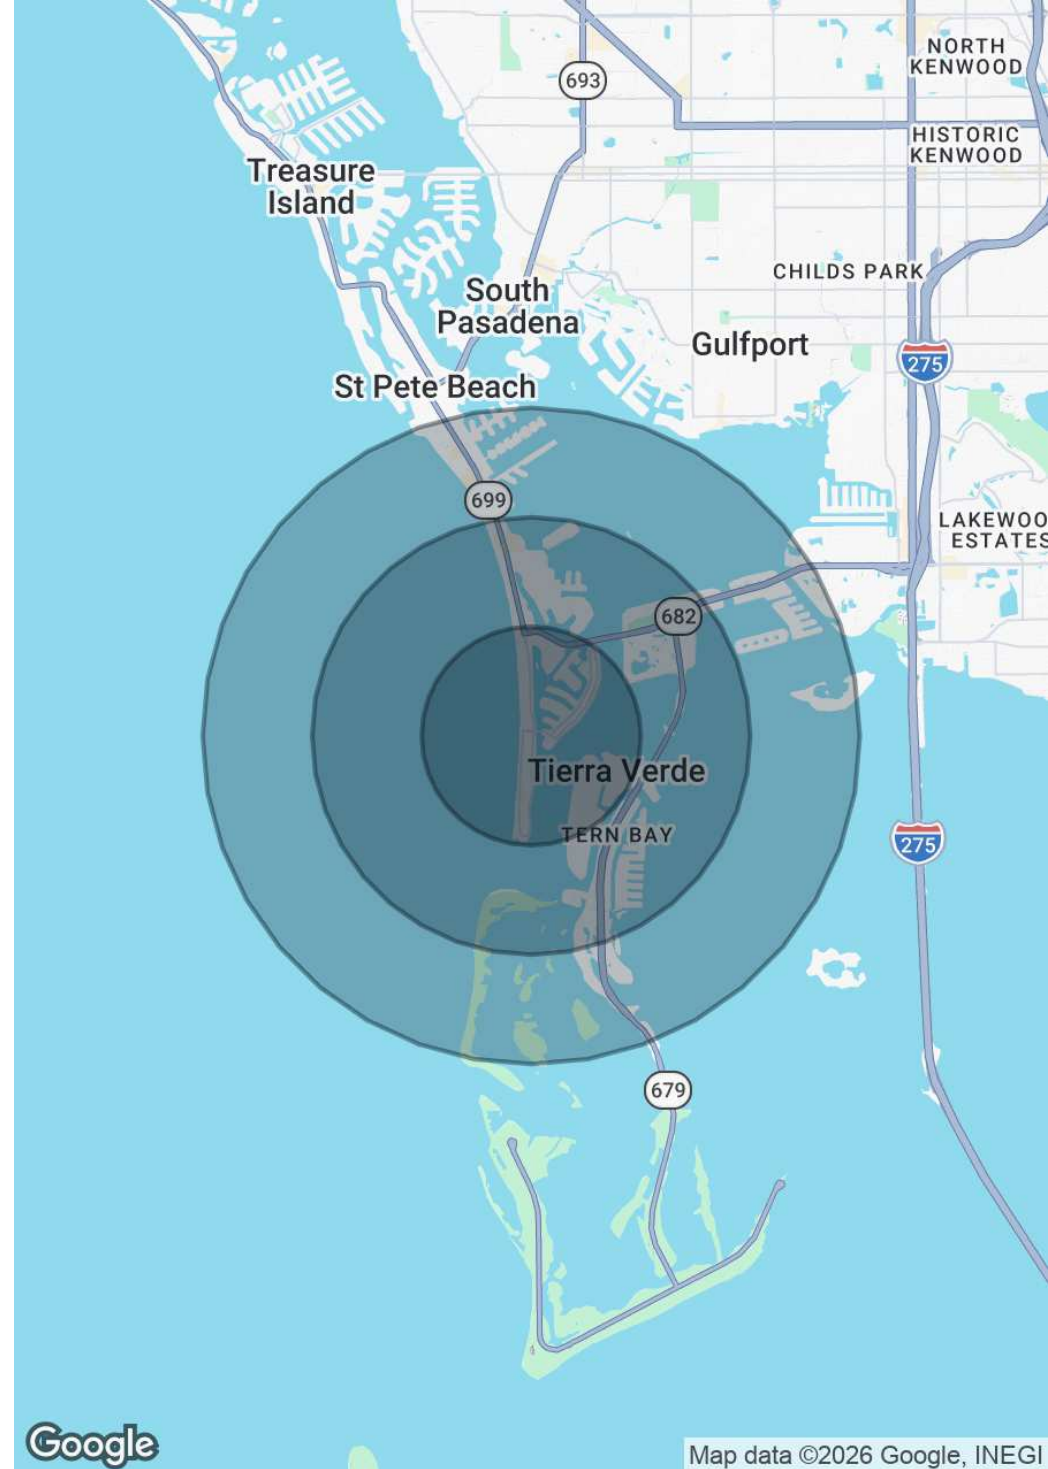 NORTH
KENWOOD
693
HISTORIC
KENWOOD
Treasure
Island
CHILDS PARK
South
Pasadena
Gulfport
275
St Pete Beach
699
LAKEWOO
ESTATES
682
Tierra Verde
TERN BAY
275
679
Google
Map data ©2026 Google, INEGI